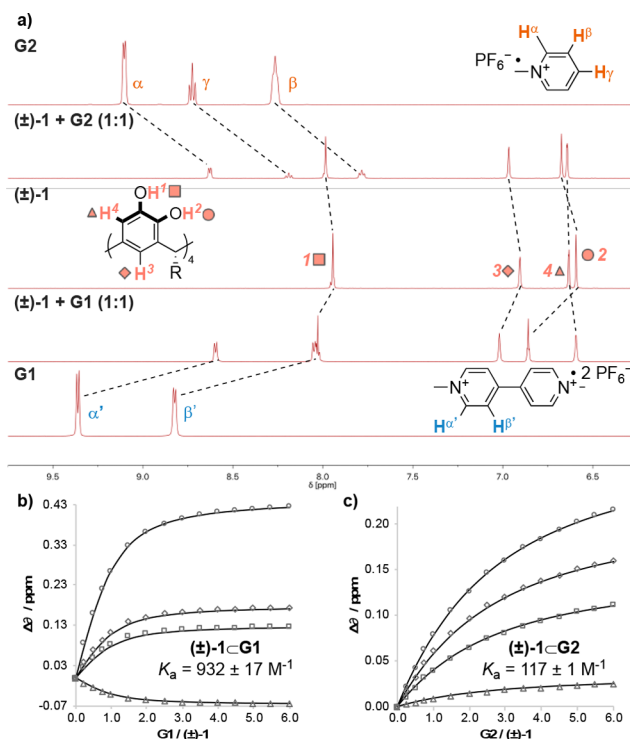 a)
G2
Hα
Hβ
PF6− •
N+
Hγ
α
γ
β
(±)-1 + G2 (1:1)
(±)-1
OH1
H4
OH2
4
R
H3
1
3
4
2
(±)-1 + G1 (1:1)
G1
• 2 PF6−
N+
N+
α’
β’
Hα’
Hβ’
9.5
9.0
8.5
8.0
7.5
7.0
6.5
δ [ppm]
b)
c)
0.43
0.33
0.23
0.13
0.03
-0.07
Δ∂ / ppm
(±)-1⊂G1
Ka = 932 ± 17 M-1
0.0 1.0 2.0 3.0 4.0 5.0 6.0
G1/ (±)-1
0.20
0.15
0.10
0.05
0.00
Δ∂ / ppm
(±)-1⊂G2
Ka = 117 ± 1 M-1
0.0 1.0 2.0 3.0 4.0 5.0 6.0
G2/ (±)-1